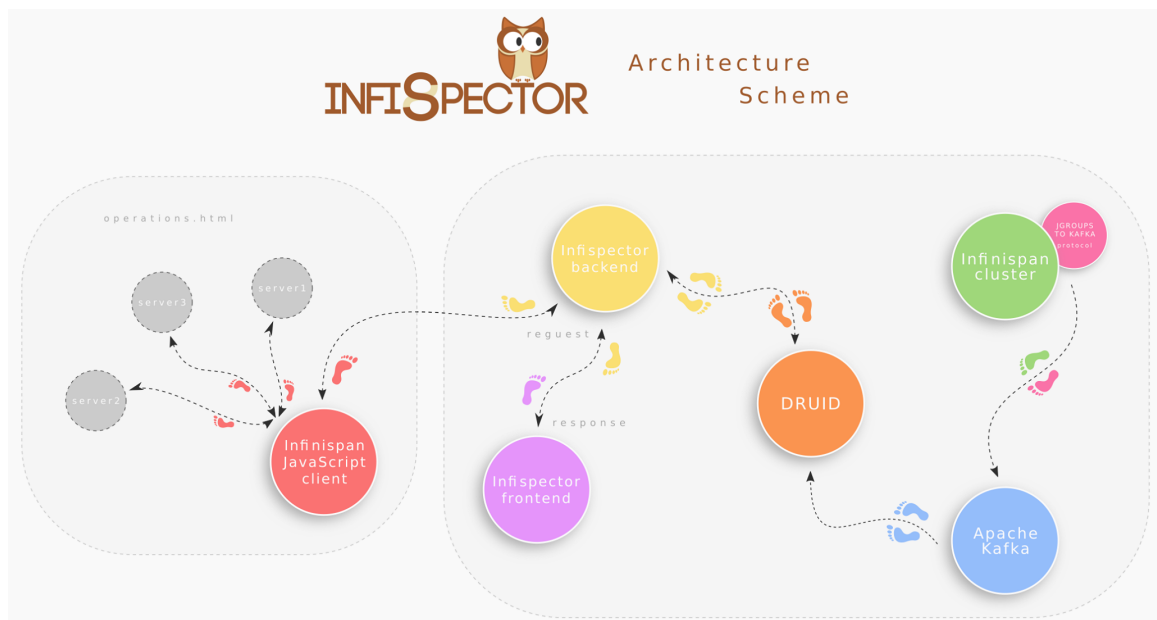 INFISPECTOR
Architecture
Scheme
operations.html
server3
server1
server2
Infinispan
JavaScript
client
Infispector
backend
reguest
response
Infispector
frontend
DRUID
Infinispan
cluster
JGROUPS
TO KAFKA
protocol
Apache
Kafka